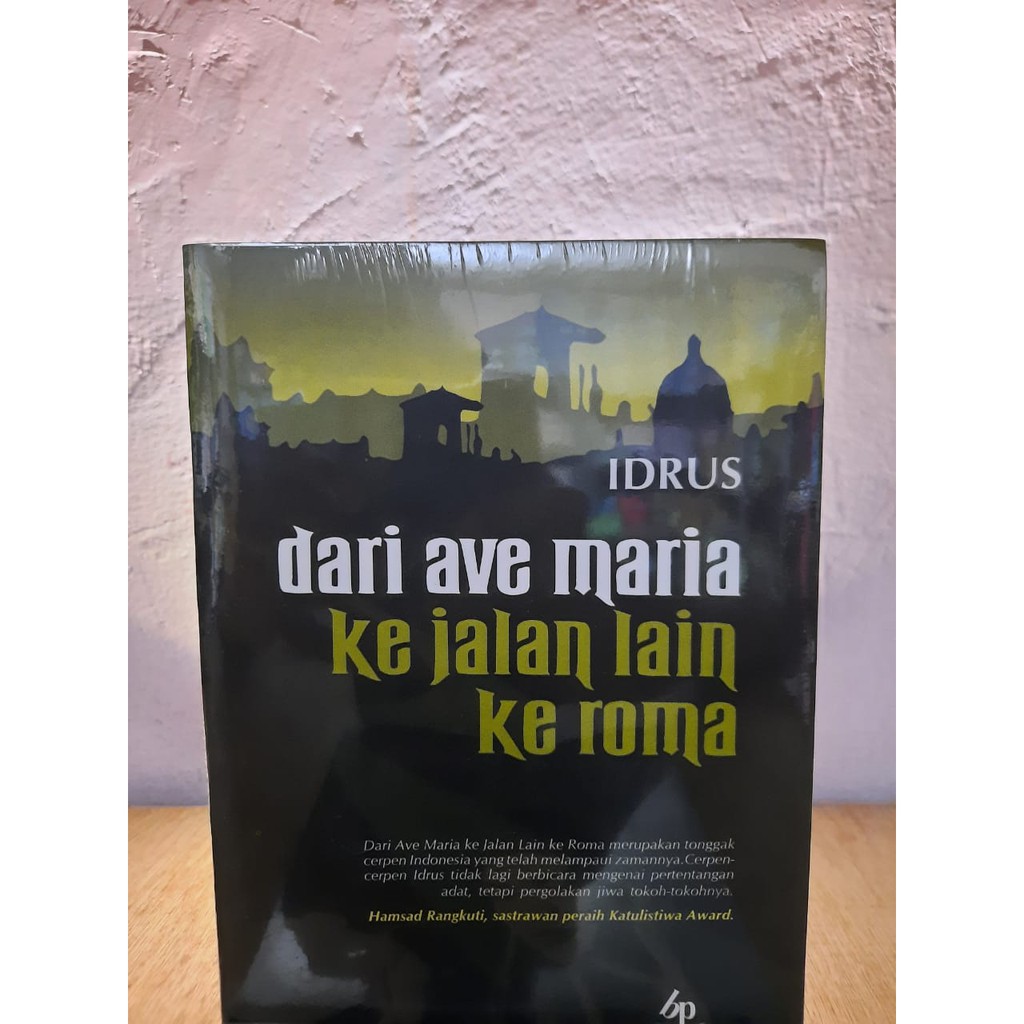 IDRUS
dari ave maria
ke jalan lain
ke roma
Dari Ave Maria ke Jalan Lain ke Roma merupakan tonggak
cerpen Indonesia yang telah melampaui zamannya. Cerpen-
cerpen Idrus tidak lagi berbicara mengenai pertentangan
adat, tetapi pergolakan jiwa tokoh-tokohnya.
Hamsad Rangkuti, sastrawan peraih Katulistiwa Award.
bp